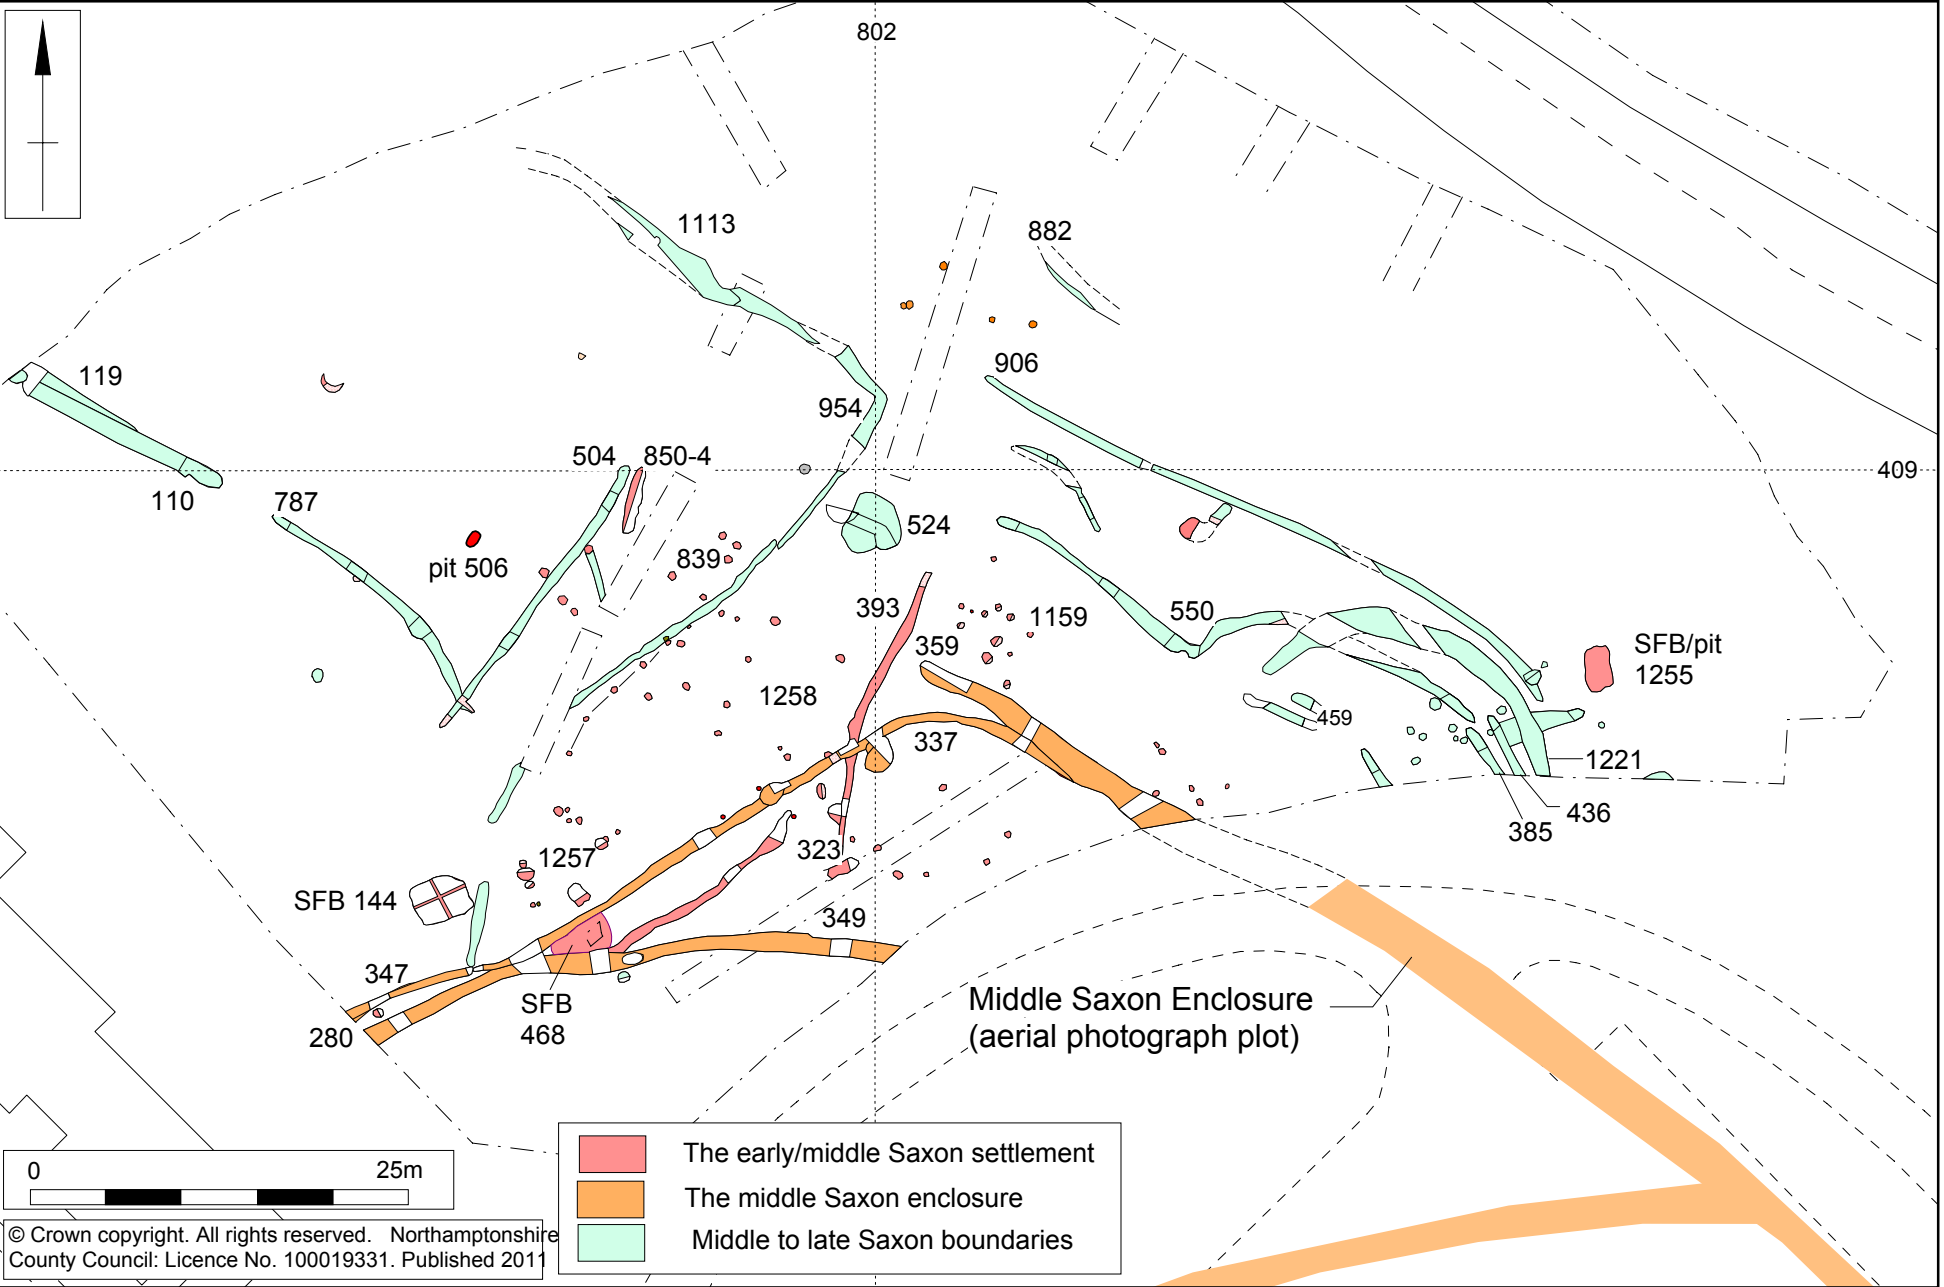 802
1113
882
119
906
954
504
850-4
409
110
787
524
pit 506
839
393
1159
550
359
SFB/pit
1255
1258
459
337
1221
436
385
323
1257
SFB 144
349
347
SFB
468
280
Middle Saxon Enclosure
(aerial photograph plot)
The early/middle Saxon settlement
The middle Saxon enclosure
Middle to late Saxon boundaries
0 25m
© Crown copyright. All rights reserved. Northamptonshire
County Council: Licence No. 100019331. Published 2011